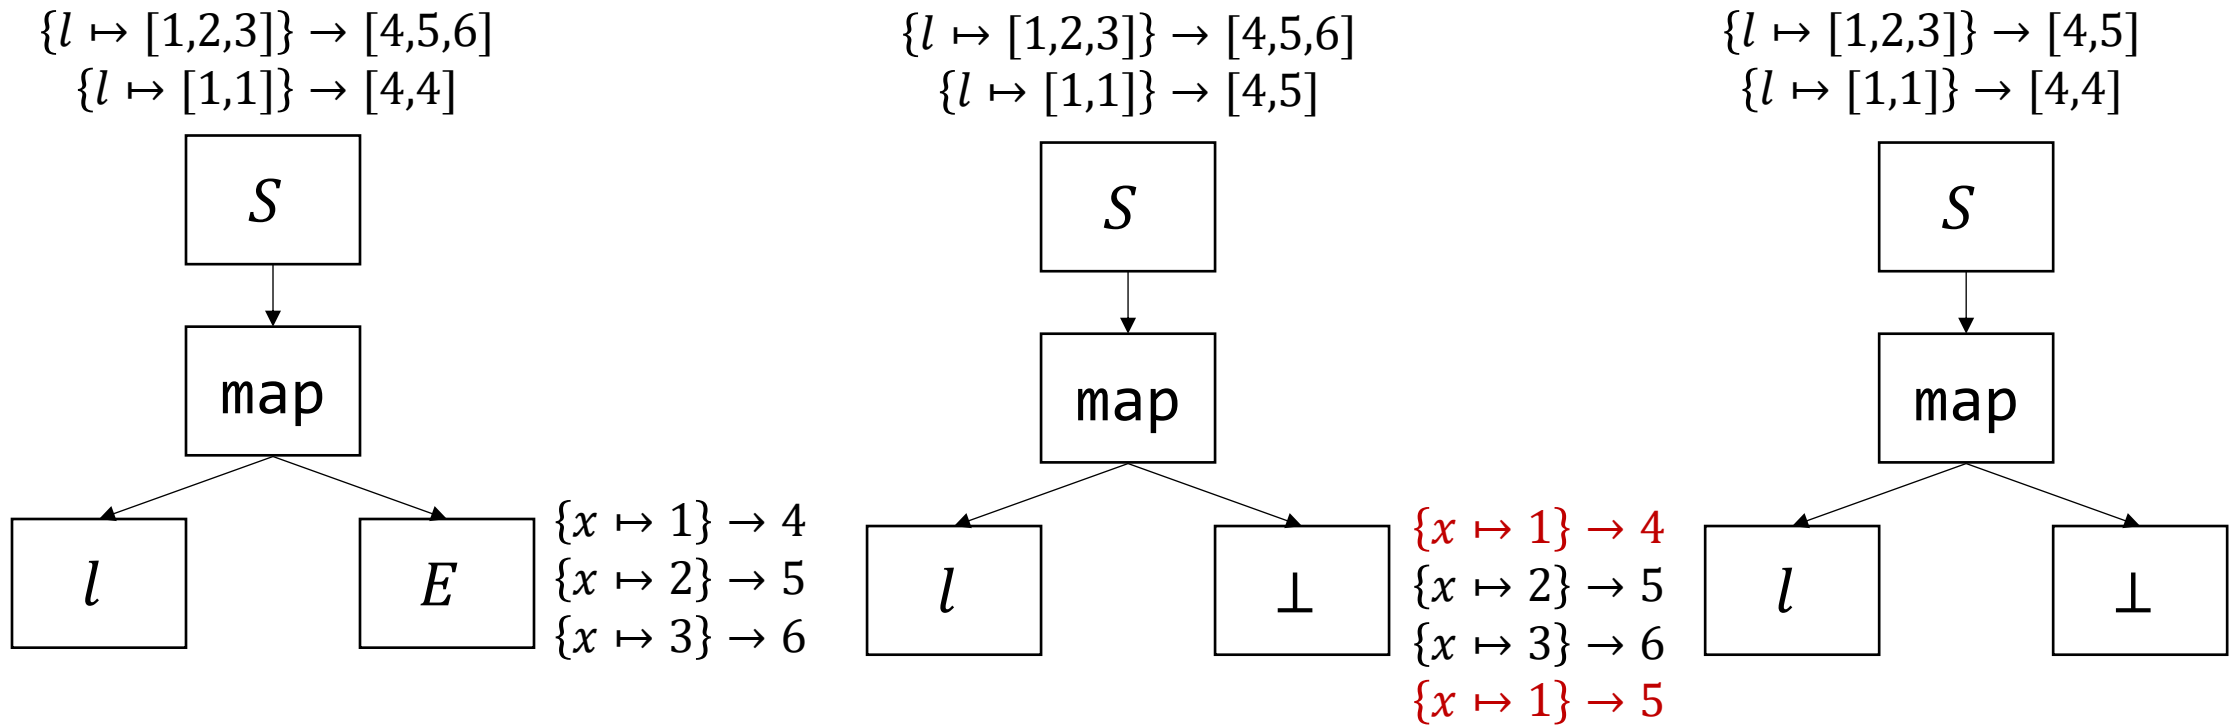 {l ↦ [1,2,3]} → [4,5,6]
{l ↦ [1,1]} → [4,4]
S
map
l
E
{x ↦ 1} → 4
{x ↦ 2} → 5
{x ↦ 3} → 6
{l ↦ [1,2,3]} → [4,5,6]
{l ↦ [1,1]} → [4,5]
S
map
l
⊥
{x ↦ 1} → 4
{x ↦ 2} → 5
{x ↦ 3} → 6
{x ↦ 1} → 5
{l ↦ [1,2,3]} → [4,5]
{l ↦ [1,1]} → [4,4]
S
map
l
⊥